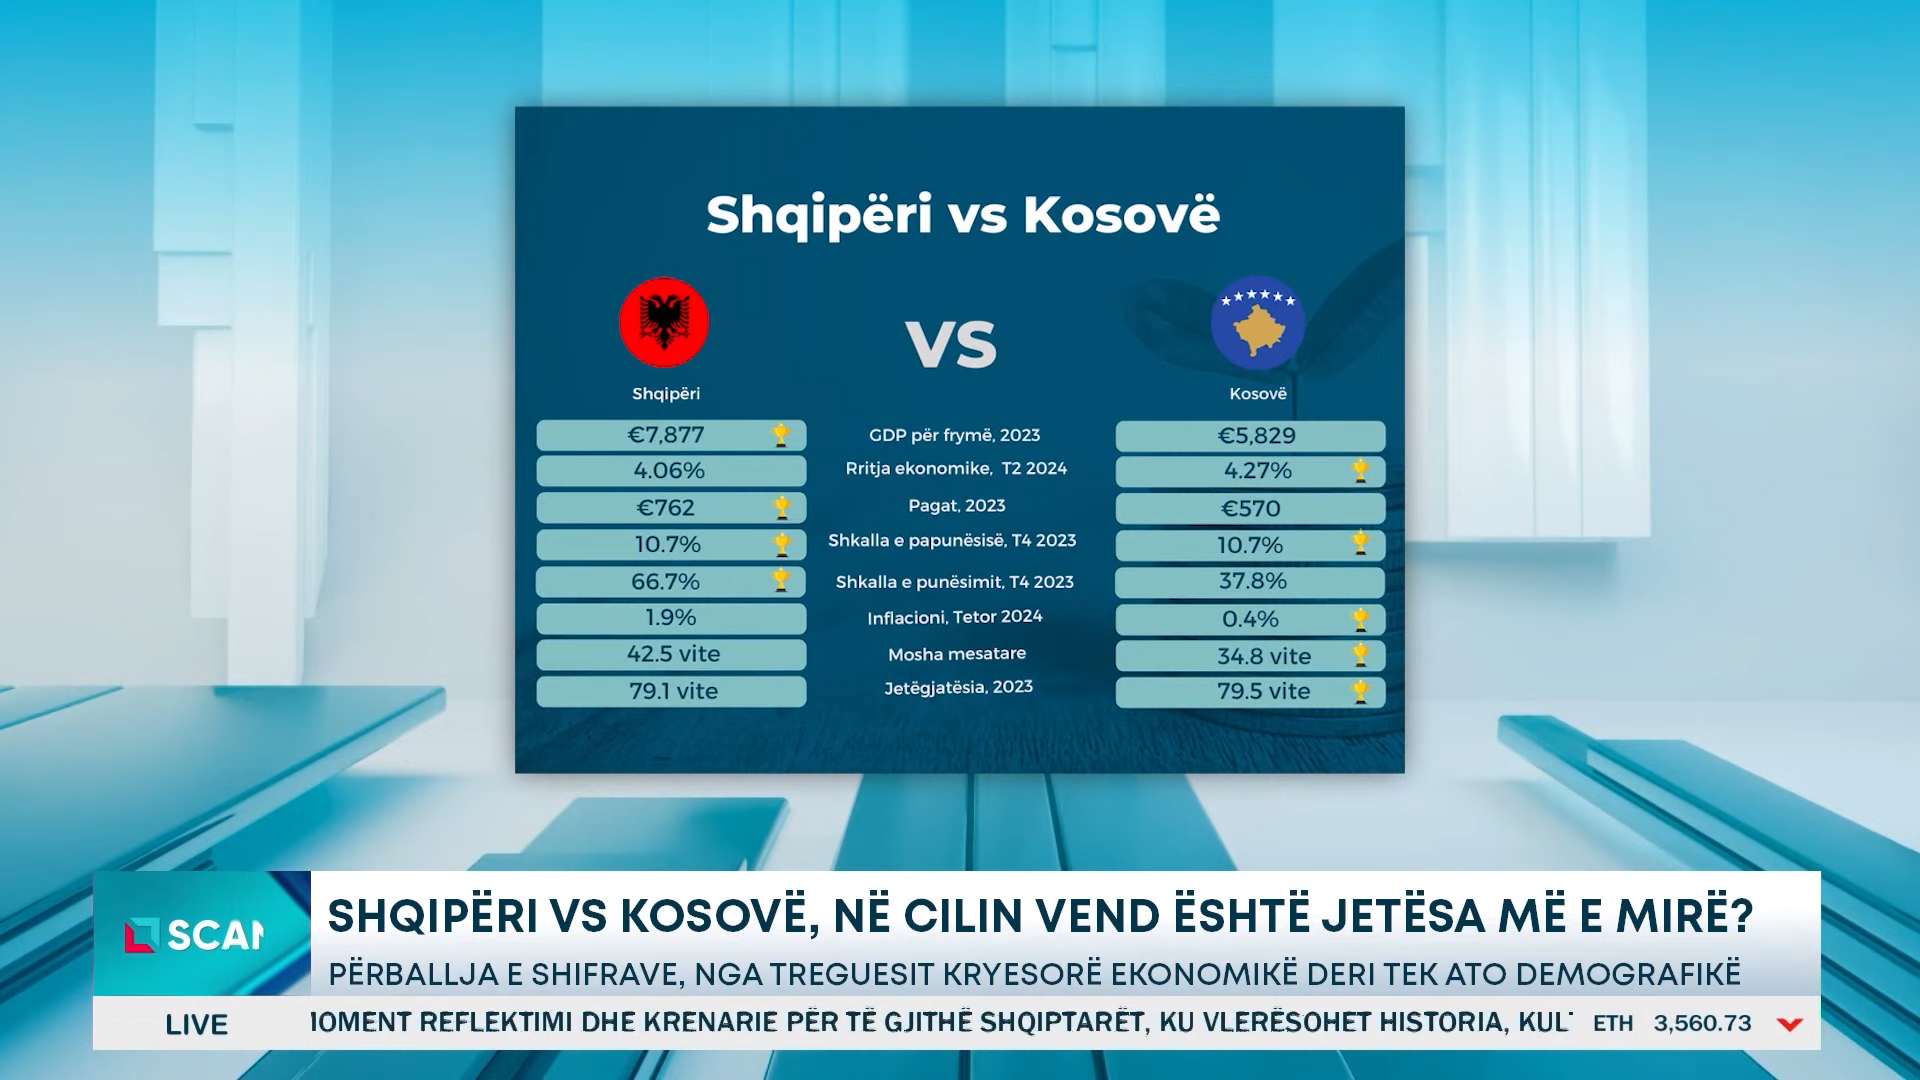 Shqipëri vs Kosovë
VS
Shqipëri
Kosovë
€7,877 GDP për frymë, 2023 €5,829
4.06% Rritja ekonomike, T2 2024 4.27%
€762 Pagat, 2023 €570
10.7% Shkalla e papunësisë, T4 2023 10.7%
66.7% Shkalla e punësimit, T4 2023 37.8%
1.9% Inflacioni, Tetor 2024 0.4%
42.5 vite Mosha mesatare 34.8 vite
79.1 vite Jetëgjatësia, 2023 79.5 vite
SHQIPËRI VS KOSOVË, NË CILIN VEND ËSHTË JETËSA MË E MIRË?
SCAN
PËRBALLJA E SHIFRAVE, NGA TREGUESIT KRYESORË EKONOMIKË DERI TEK ATO DEMOGRAFIKË
LIVE REFLEKTIMI DHE KRENARIE PËR TË GJITHË SHQIPTARËT, KU VLERËSOHET HISTORIA, ETH 3,560.73